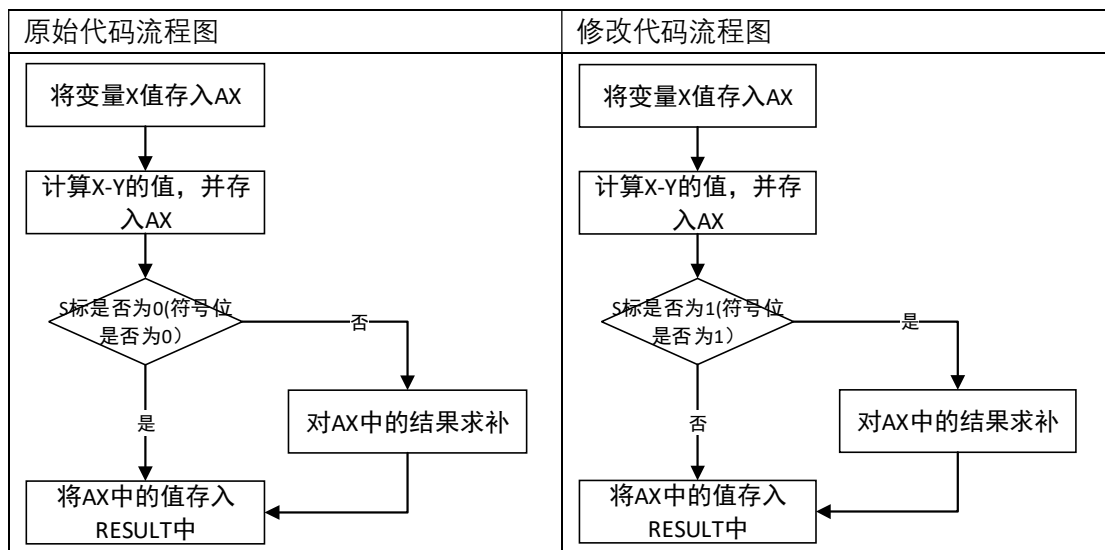 原始代码流程图
修改代码流程图
将变量X值存入AX
计算X-Y的值，并存
入AX
S标是否为0(符号位
是否为0）
否
是
对AX中的结果求补
将AX中的值存入
RESULT中
将变量X值存入AX
计算X-Y的值，并存
入AX
S标是否为1(符号位
是否为1）
是
否
对AX中的结果求补
将AX中的值存入
RESULT中